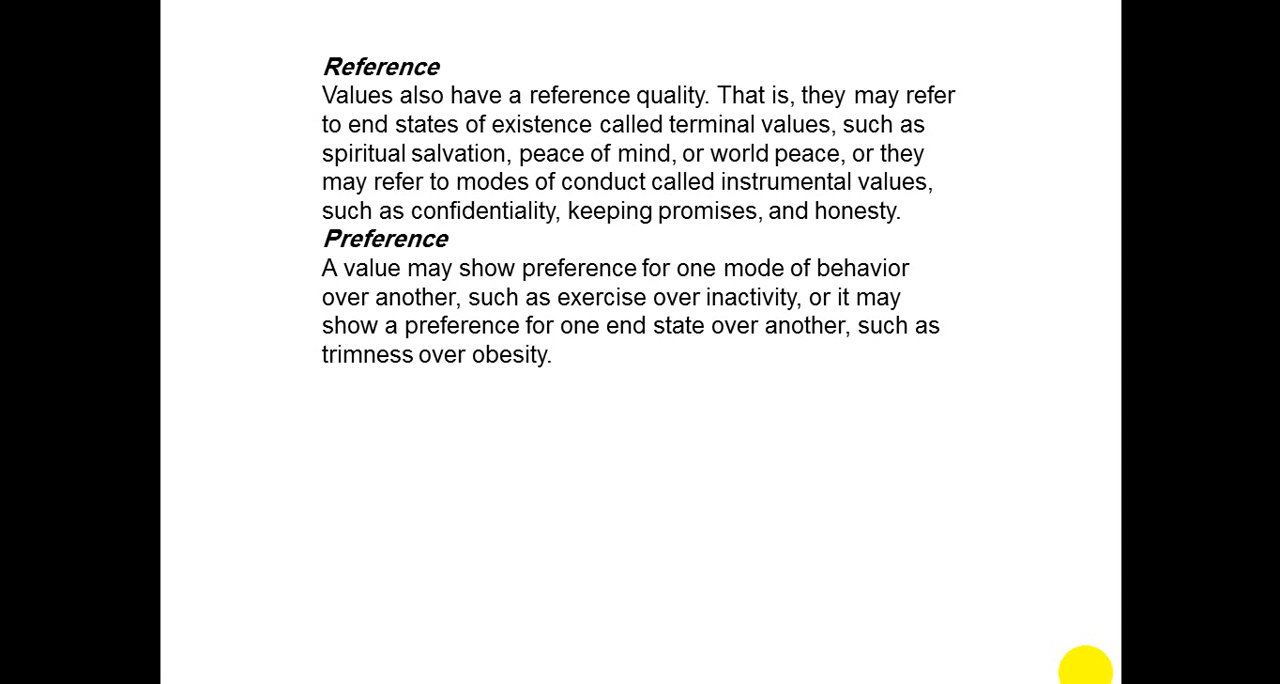 Reference
Values also have a reference quality. That is, they may refer
to end states of existence called terminal values, such as
spiritual salvation, peace of mind, or world peace, or they
may refer to modes of conduct called instrumental values,
such as confidentiality, keeping promises, and honesty.
Preference
A value may show preference for one mode of behavior
over another, such as exercise over inactivity, or it may
show a preference for one end state over another, such as
trimness over obesity.